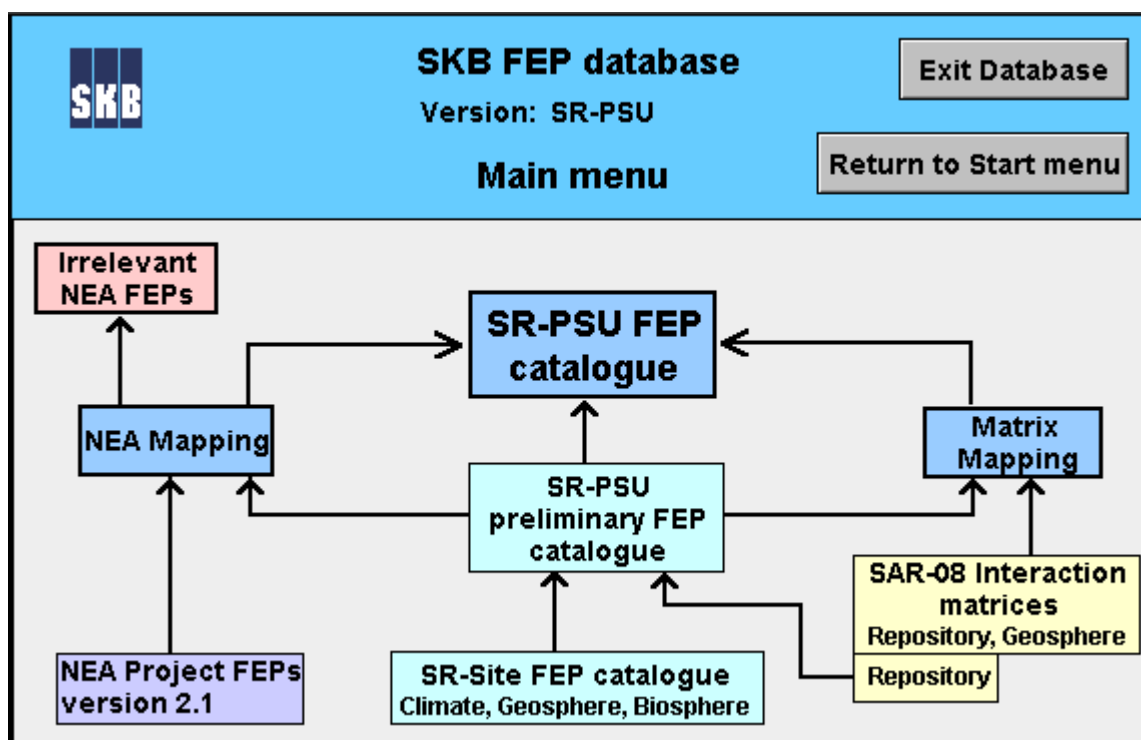 SKB
SKB FEP database
Version: SR-PSU
Main menu
Exit Database
Return to Start menu
Irrelevant
NEA FEPs
SR-PSU FEP
catalogue
NEA Mapping
Matrix
Mapping
SR-PSU
preliminary FEP
catalogue
SAR-08 Interaction
matrices
Repository, Geosphere
Repository
NEA Project FEPs
version 2.1
SR-Site FEP catalogue
Climate, Geosphere, Biosphere